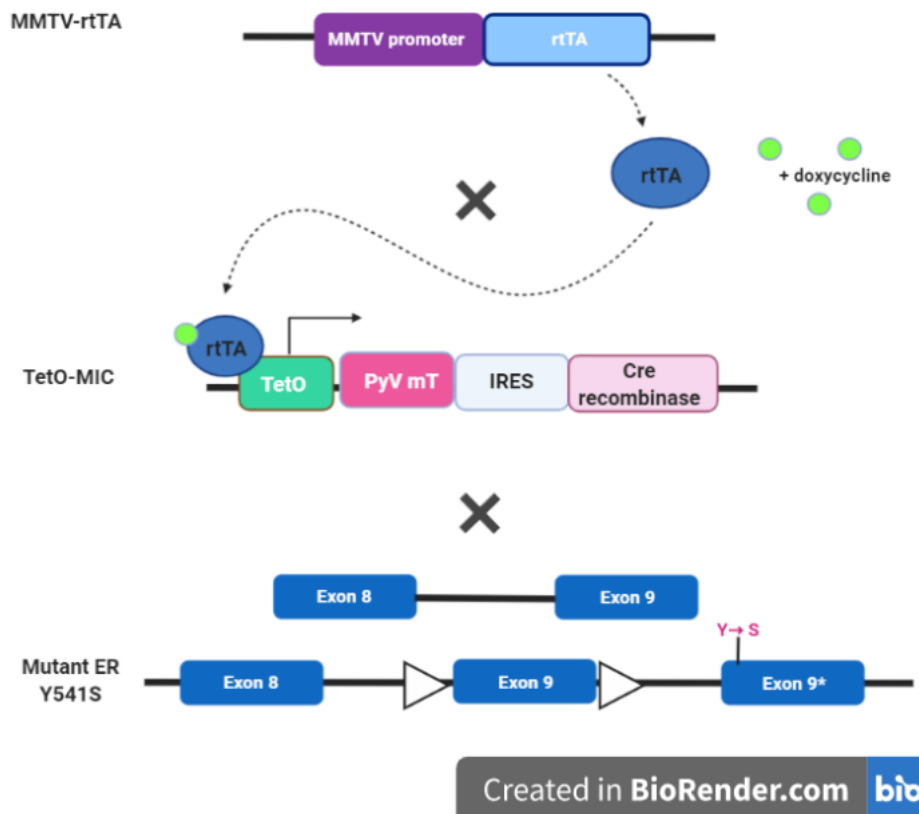 MMTV-rtTA
MMTV promoter
rtTA
rtTA
+ doxycycline
rtTA
TetO-MIC
TetO
PyV mT
IRES
Cre
recombinase
Exon 8
Exon 9
Y→ S
Mutant ER
Y541S
Exon 8
Exon 9
Exon 9*
Created in BioRender.com
bio